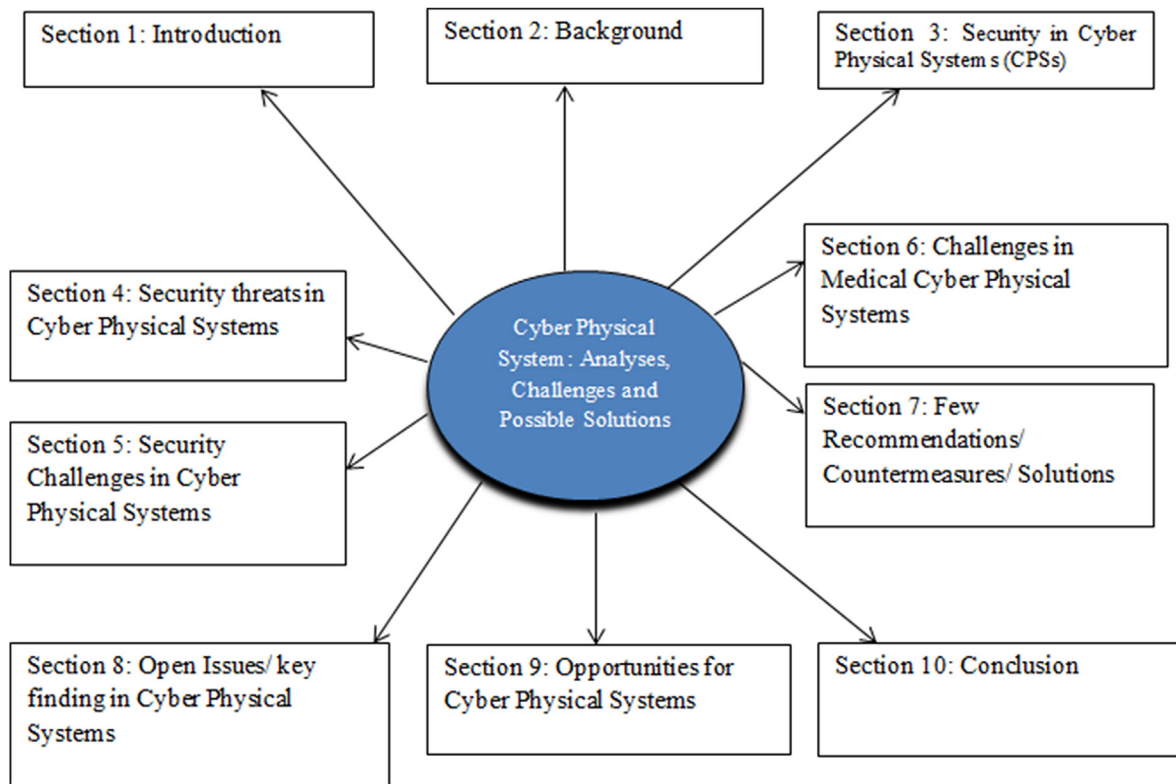 Section 1: Introduction
Section 2: Background
Section 3: Security in Cyber
Physical Systems (CPSs)
Section 4: Security threats in
Cyber Physical Systems
Cyber Physical
System : Analyses,
Challenges and
Possible Solutions
Section 6: Challenges in
Medical Cyber Physical
Systems
Section 5: Security
Challenges in Cyber
Physical Systems
Section 7: Few
Recommendations/
Countermeasures/ Solutions
Section 8: Open Issues/ key
finding in Cyber Physical
Systems
Section 9: Opportunities for
Cyber Physical Systems
Section 10: Conclusion